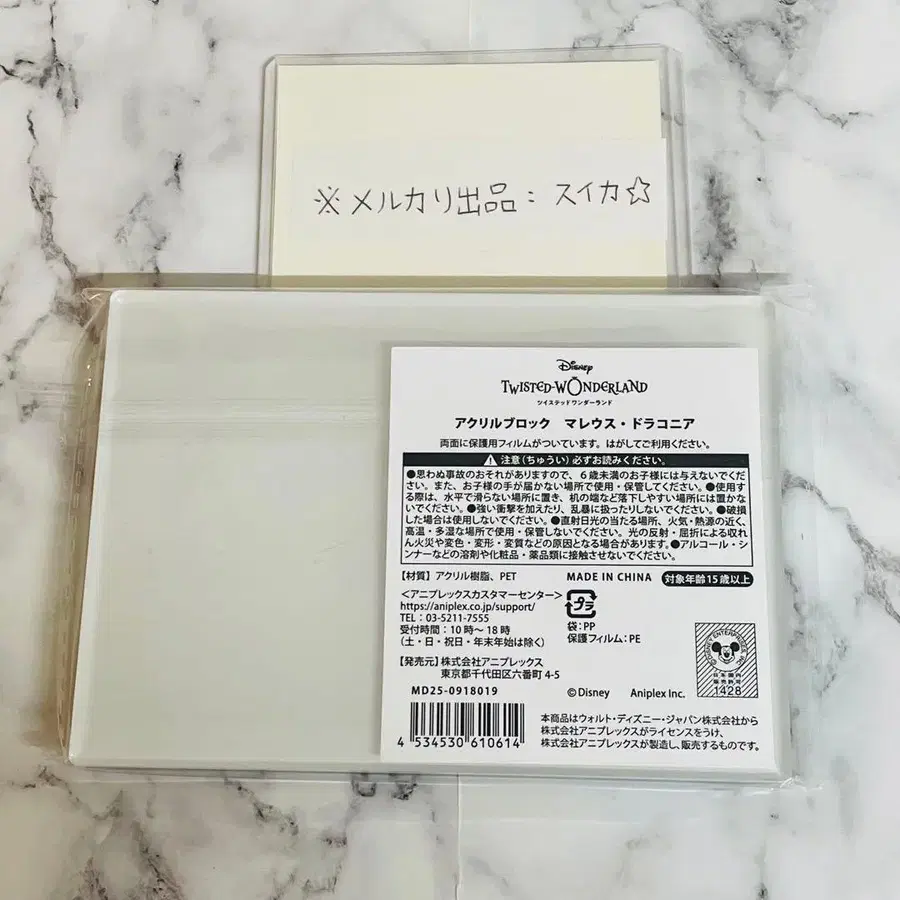 ※メルカリ出品：スイカ☆
Disney
TWISTED-WONDERLAND
ツイステッドワンダーランド
アクリルブロック　マレウス・ドラコニア
両面に保護用フィルムがついています。はがしてご利用ください。
注意（ちゅうい）必ずお読みください。
●思わぬ事故のおそれがありますので、６歳未満のお子様には与えないでくだ
さい。また、お子様の手が届かない場所で使用・保管してください。●使用す
る際は、水平で滑らない場所に置き、机の端など落下しやすい場所には置かな
いでください。●強い衝撃を加えたり、乱暴に扱ったりしないでください。●破損
した場合は使用しないでください。●直射日光の当たる場所、火気・熱源の近く、
高温・多湿な場所で使用・保管しないでください。光の反射・屈折による収れ
ん火災や変色・変形・変質などの原因となる場合があります。●アルコール・シ
ンナーなどの溶剤や化粧品・薬品類に接触させないでください。
【材質】アクリル樹脂、PET
MADE IN CHINA
対象年齢15歳以上
＜アニプレックスカスタマーセンター＞
https://aniplex.co.jp/support/
TEL：03-5211-7555
受付時間：10時～18時
（土・日・祝日・年末年始は除く）
プラ
袋：PP
保護フィルム：PE
【発売元】株式会社アニプレックス
東京都千代田区六番町 4-5
©DISNEY ENTERPRISES, INC.
日本国内
販売許可
1428
MD25-0918019
©Disney　Aniplex Inc.
4 534530 610614
本商品はウォルト・ディズニー・ジャパン株式会社から
株式会社アニプレックスがライセンスをうけ、
株式会社アニプレックスが製造し、販売するものです。